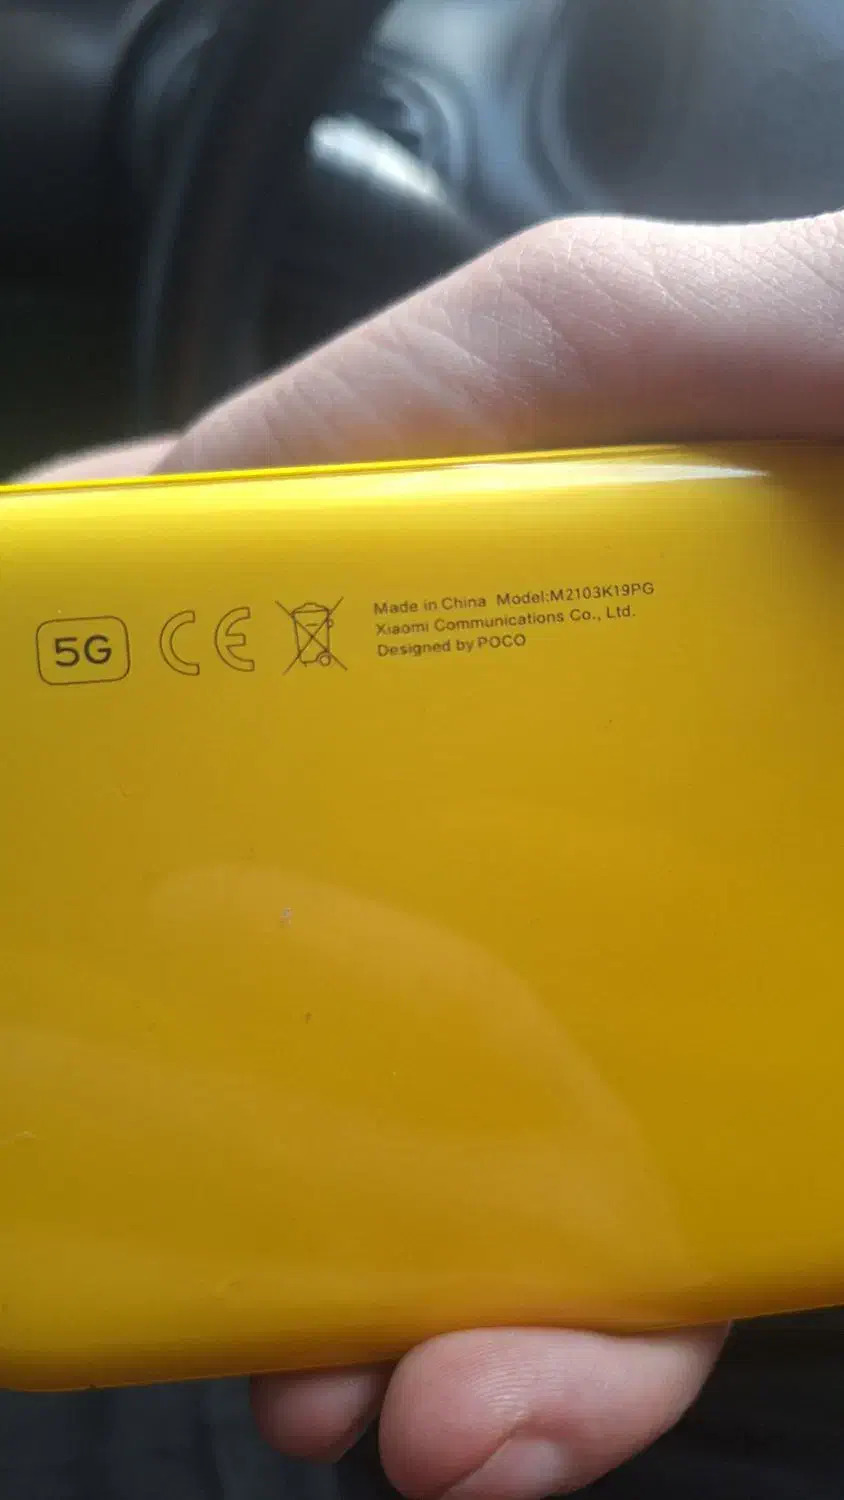 5G CE
Made in China Model:M2103K19PG
Xiaomi Communications Co., Ltd.
Designed by POCO